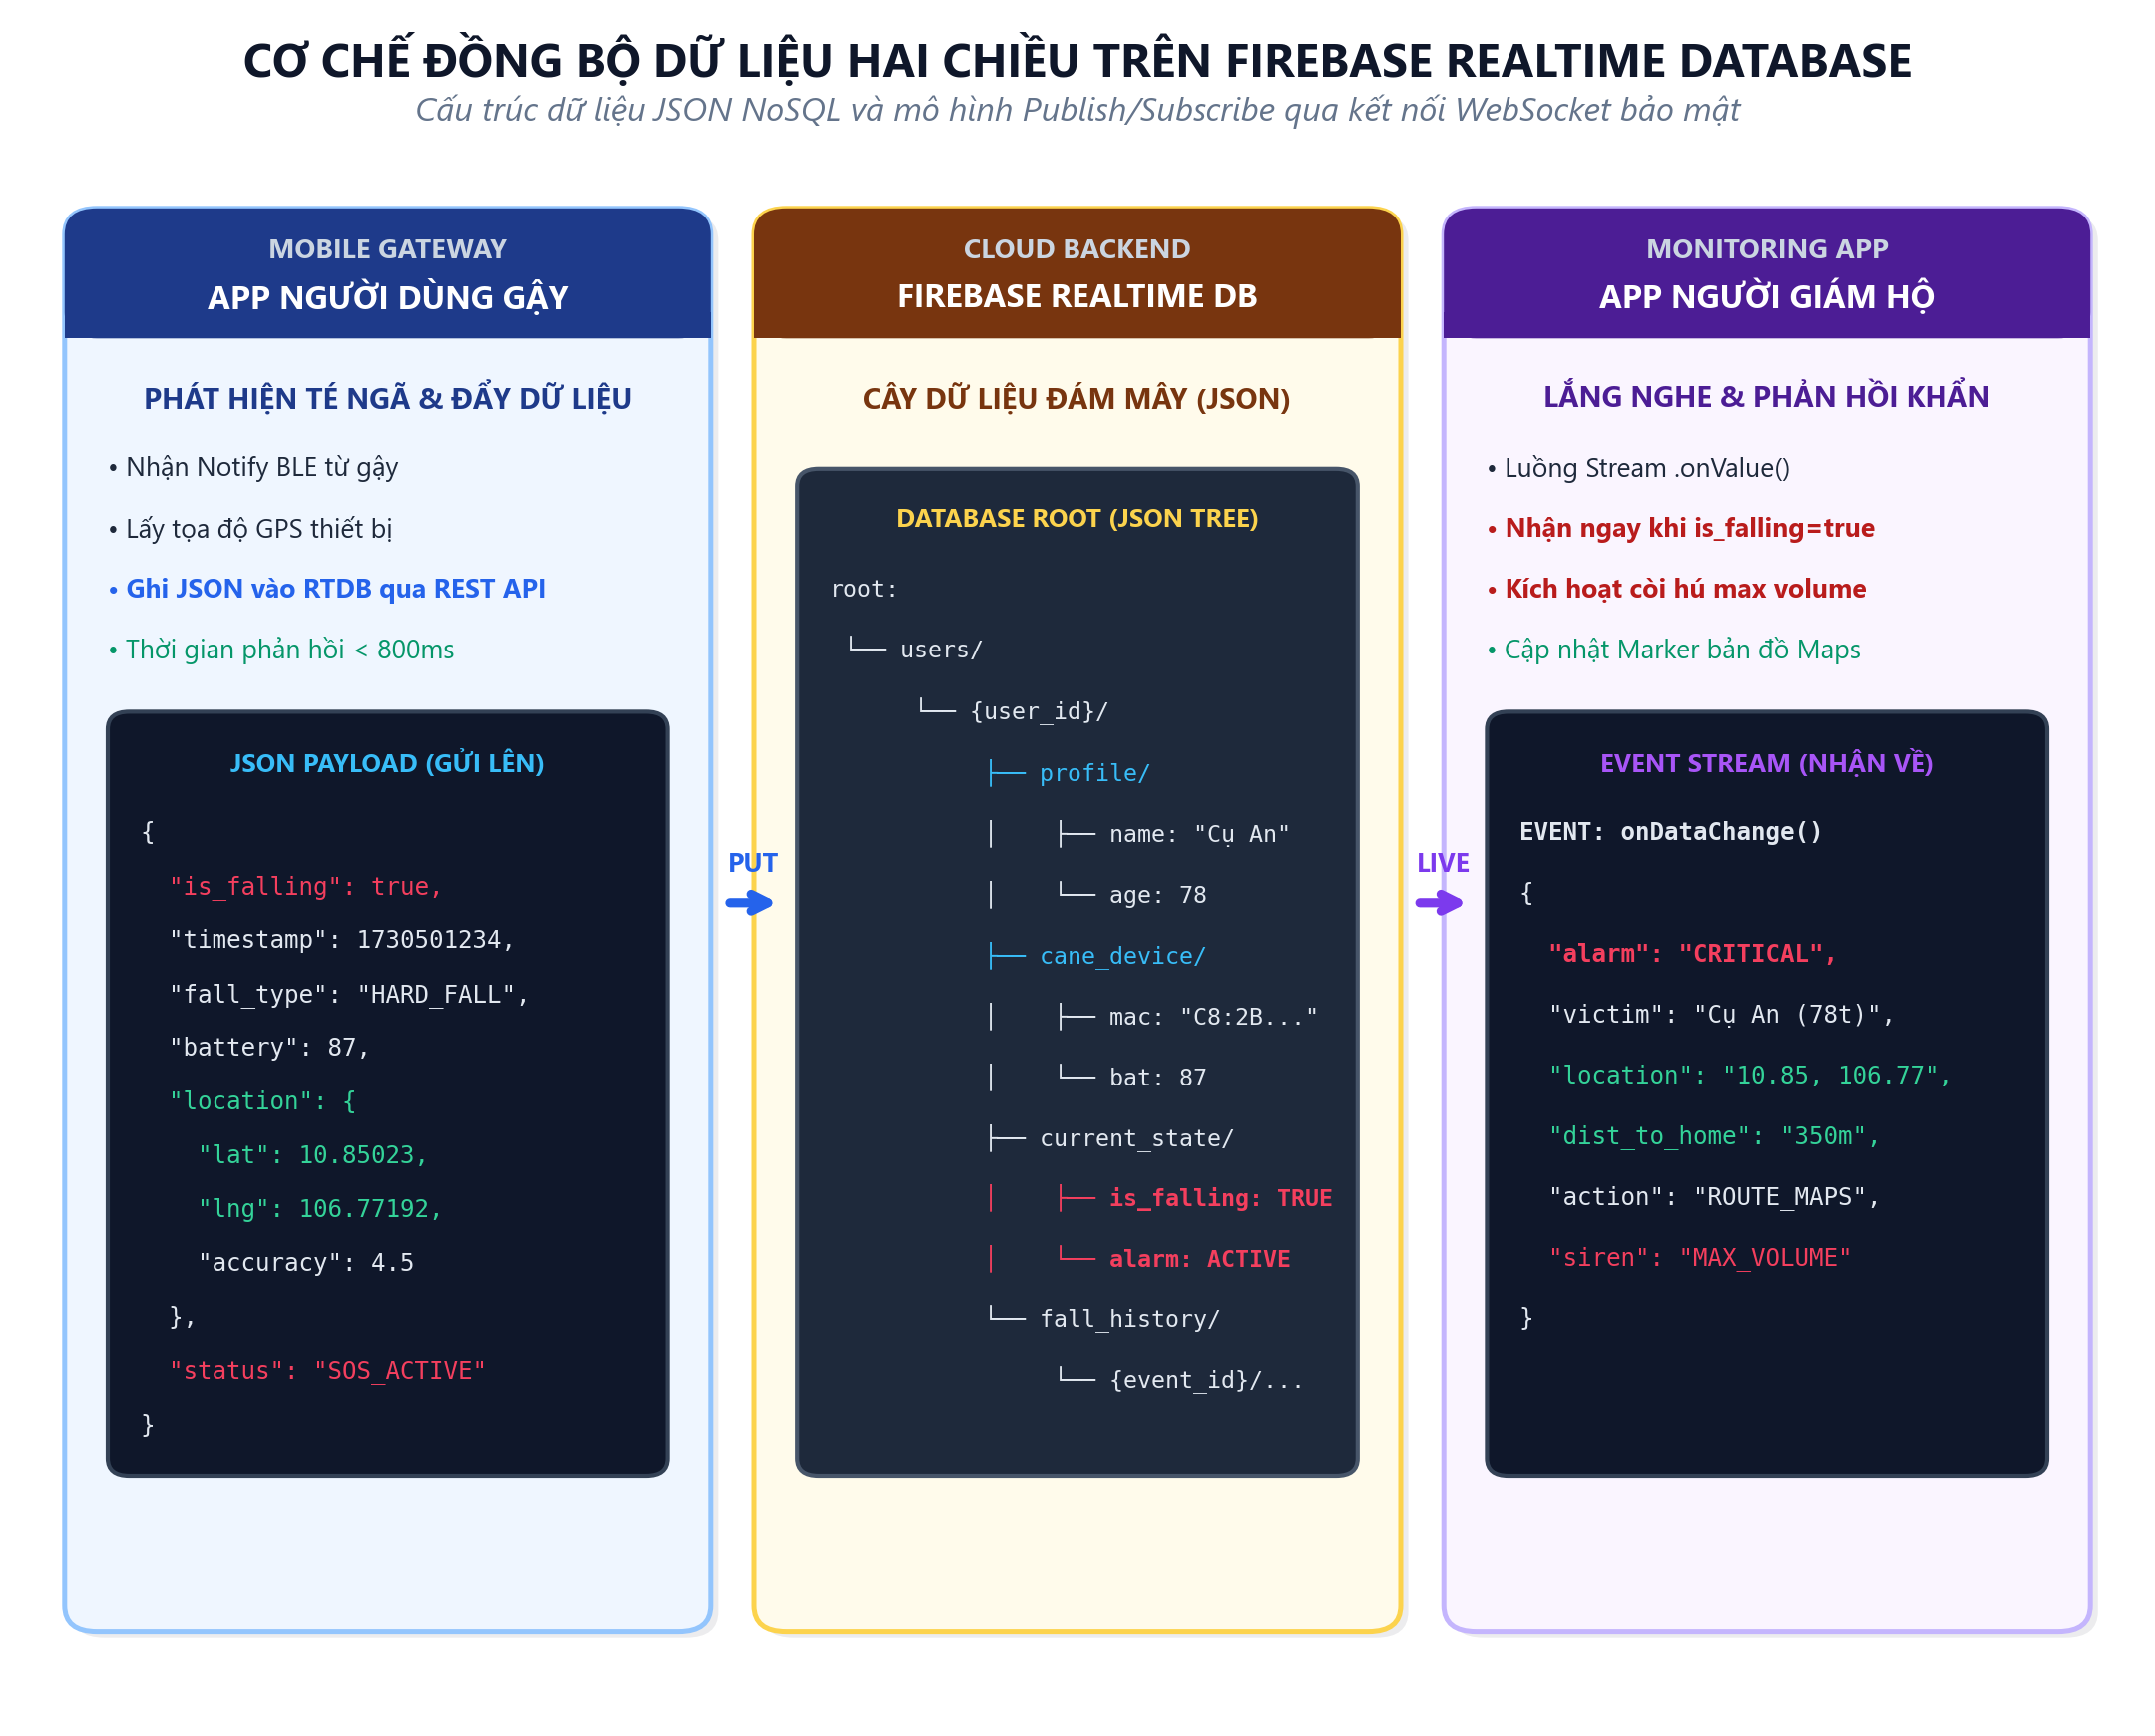 CƠ CHẾ ĐỒNG BỘ DỮ LIỆU HAI CHIỀU TRÊN FIREBASE REALTIME DATABASE
Cấu trúc dữ liệu JSON NoSQL và mô hình Publish/Subscribe qua kết nối WebSocket bảo mật
MOBILE GATEWAY
APP NGƯỜI DÙNG GẬY
PHÁT HIỆN TÉ NGÃ & ĐẨY DỮ LIỆU
• Nhận Notify BLE từ gậy
• Lấy tọa độ GPS thiết bị
• Ghi JSON vào RTDB qua REST API
• Thời gian phản hồi < 800ms
JSON PAYLOAD (GỬI LÊN)
{
  "is_falling": true,
  "timestamp": 1730501234,
  "fall_type": "HARD_FALL",
  "battery": 87,
  "location": {
    "lat": 10.85023,
    "lng": 106.77192,
    "accuracy": 4.5
  },
  "status": "SOS_ACTIVE"
}
PUT
CLOUD BACKEND
FIREBASE REALTIME DB
CÂY DỮ LIỆU ĐÁM MÂY (JSON)
DATABASE ROOT (JSON TREE)
root:
 └── users/
      └── {user_id}/
           ├── profile/
           │    ├── name: "Cụ An"
           │    └── age: 78
           ├── cane_device/
           │    ├── mac: "C8:2B..."
           │    └── bat: 87
           ├── current_state/
           │    ├── is_falling: TRUE
           │    └── alarm: ACTIVE
           └── fall_history/
                └── {event_id}/...
LIVE
MONITORING APP
APP NGƯỜI GIÁM HỘ
LẮNG NGHE & PHẢN HỒI KHẨN
• Luồng Stream .onValue()
• Nhận ngay khi is_falling=true
• Kích hoạt còi hú max volume
• Cập nhật Marker bản đồ Maps
EVENT STREAM (NHẬN VỀ)
EVENT: onDataChange()
{
  "alarm": "CRITICAL",
  "victim": "Cụ An (78t)",
  "location": "10.85, 106.77",
  "dist_to_home": "350m",
  "action": "ROUTE_MAPS",
  "siren": "MAX_VOLUME"
}